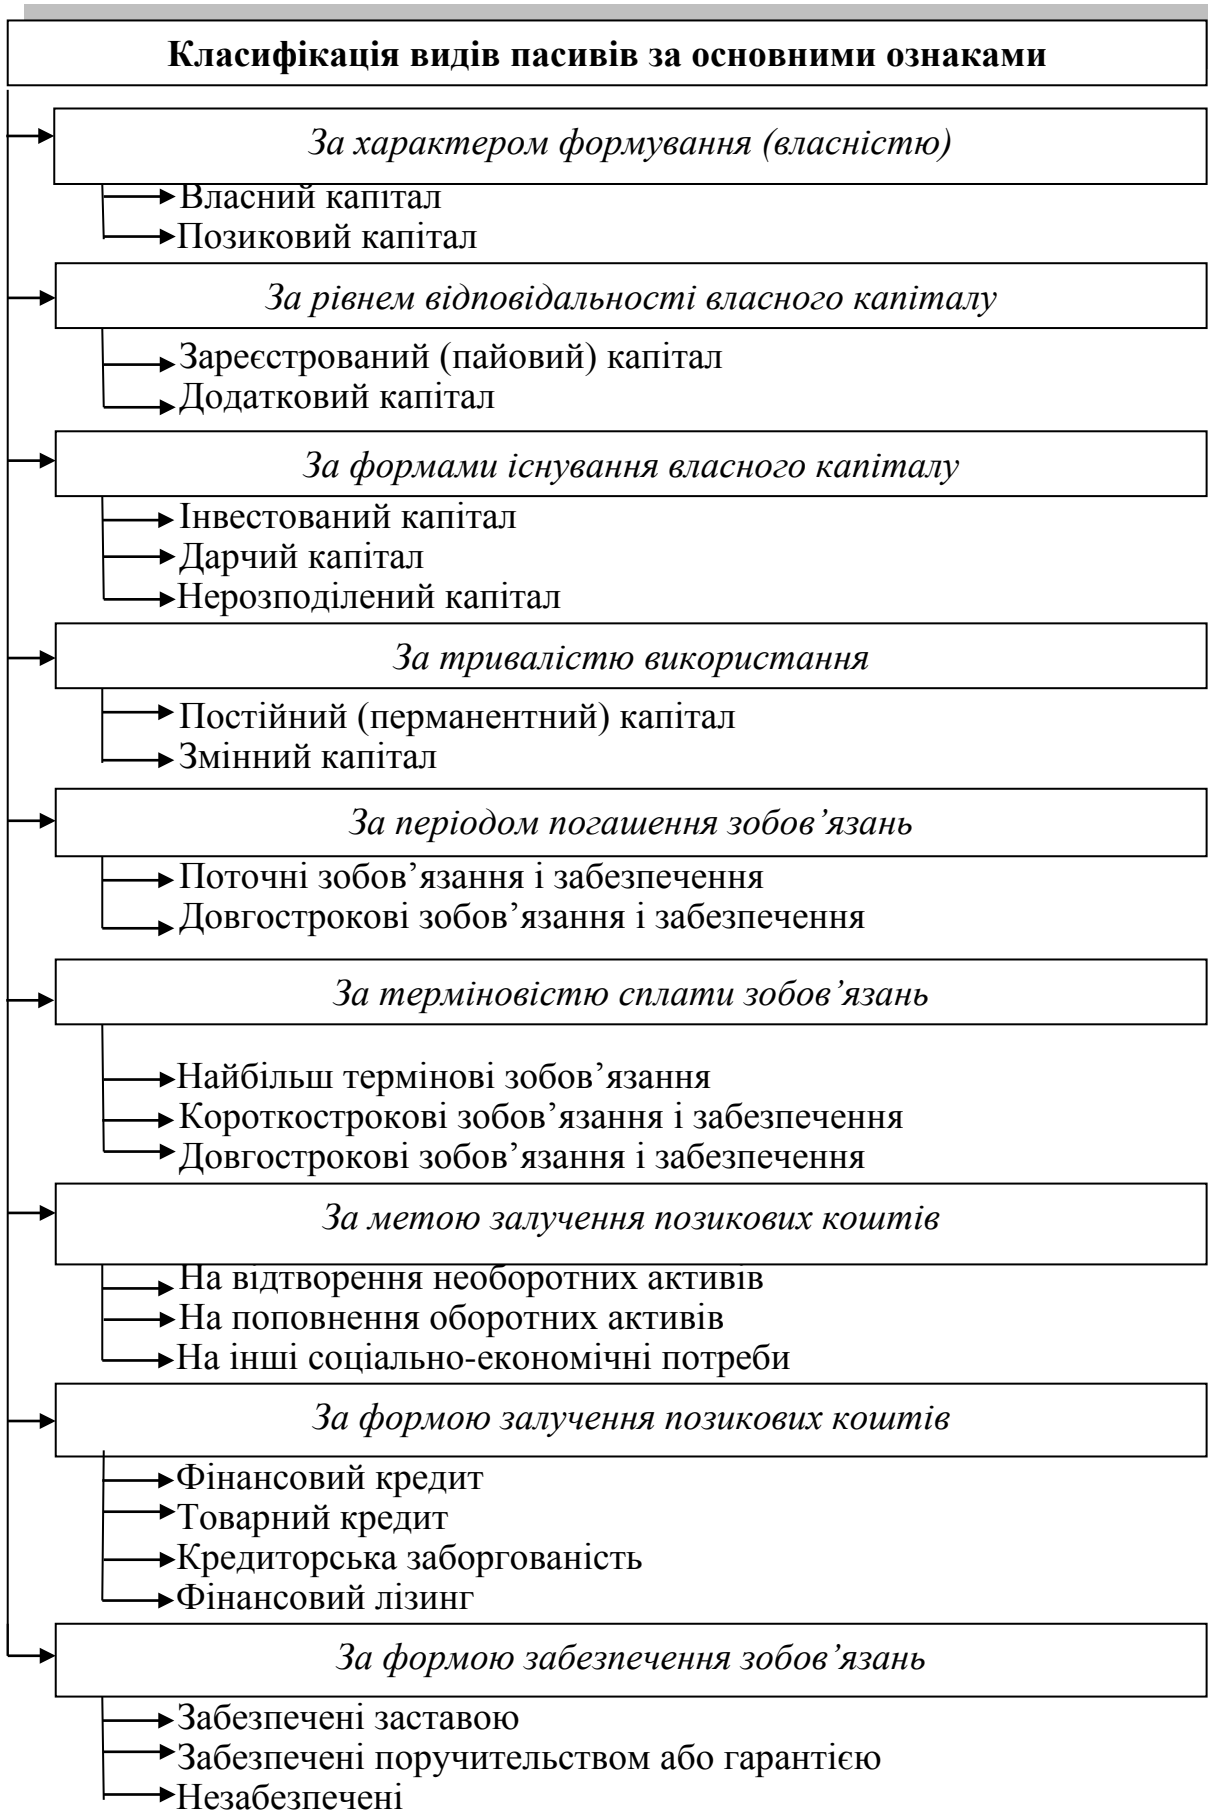 Класифікація видів пасивів за основними ознаками
За характером формування (власністю)
Власний капітал
Позиковий капітал
За рівнем відповідальності власного капіталу
Зареєстрований (пайовий) капітал
Додатковий капітал
За формами існування власного капіталу
Інвестований капітал
Дарчий капітал
Нерозподілений капітал
За тривалістю використання
Постійний (перманентний) капітал
Змінний капітал
За періодом погашення зобов’язань
Поточні зобов’язання і забезпечення
Довгострокові зобов’язання і забезпечення
За терміновістю сплати зобов’язань
Найбільш термінові зобов’язання
Короткострокові зобов’язання і забезпечення
Довгострокові зобов’язання і забезпечення
За метою залучення позикових коштів
На відтворення необоротних активів
На поповнення оборотних активів
На інші соціально-економічні потреби
За формою залучення позикових коштів
Фінансовий кредит
Товарний кредит
Кредиторська заборгованість
Фінансовий лізинг
За формою забезпечення зобов’язань
Забезпечені заставою
Забезпечені поручительством або гарантією
Незабезпечені